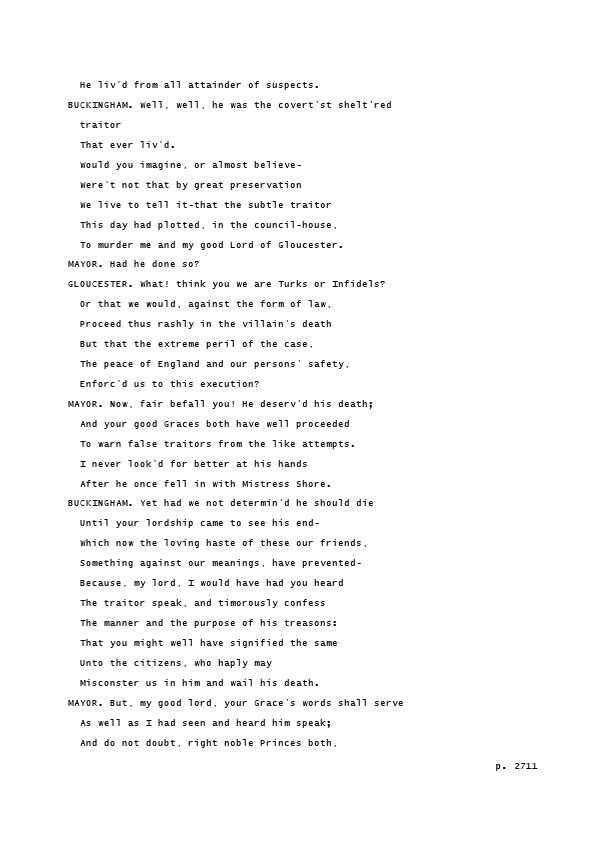 He liv'd from all attainder of suspects.
BUCKINGHAM. Well, well, he was the covert'st shelt'red
traitor
That ever liv'd.
Would you imagine, or almost believe-
Were't not that by great preservation
We live to tell it-that the subtle traitor
This day had plotted, in the council-house,
To murder me and my good Lord of Gloucester.
MAYOR. Had he done so?
GLOUCESTER. What! think you we are Turks or Infidels?
Or that we would, against the form of law,
Proceed thus rashly in the villain's death
But that the extreme peril of the case,
The peace of England and our persons' safety,
Enforc'd us to this execution?
MAYOR. Now, fair befall you! He deserv'd his death;
And your good Graces both have well proceeded
To warn false traitors from the like attempts.
I never look'd for better at his hands
After he once fell in with Mistress Shore.
BUCKINGHAM. Yet had we not determin'd he should die
Until your lordship came to see his end-
Which now the loving haste of these our friends,
Something against our meanings, have prevented-
Because, my lord, I would have had you heard
The traitor speak, and timorously confess
The manner and the purpose of his treasons:
That you might well have signified the same
Unto the citizens, who haply may
Misconster us in him and wail his death.
MAYOR. But, my good lord, your Grace's words shall serve
As well as I had seen and heard him speak;
And do not doubt, right noble Princes both,
p. 2711